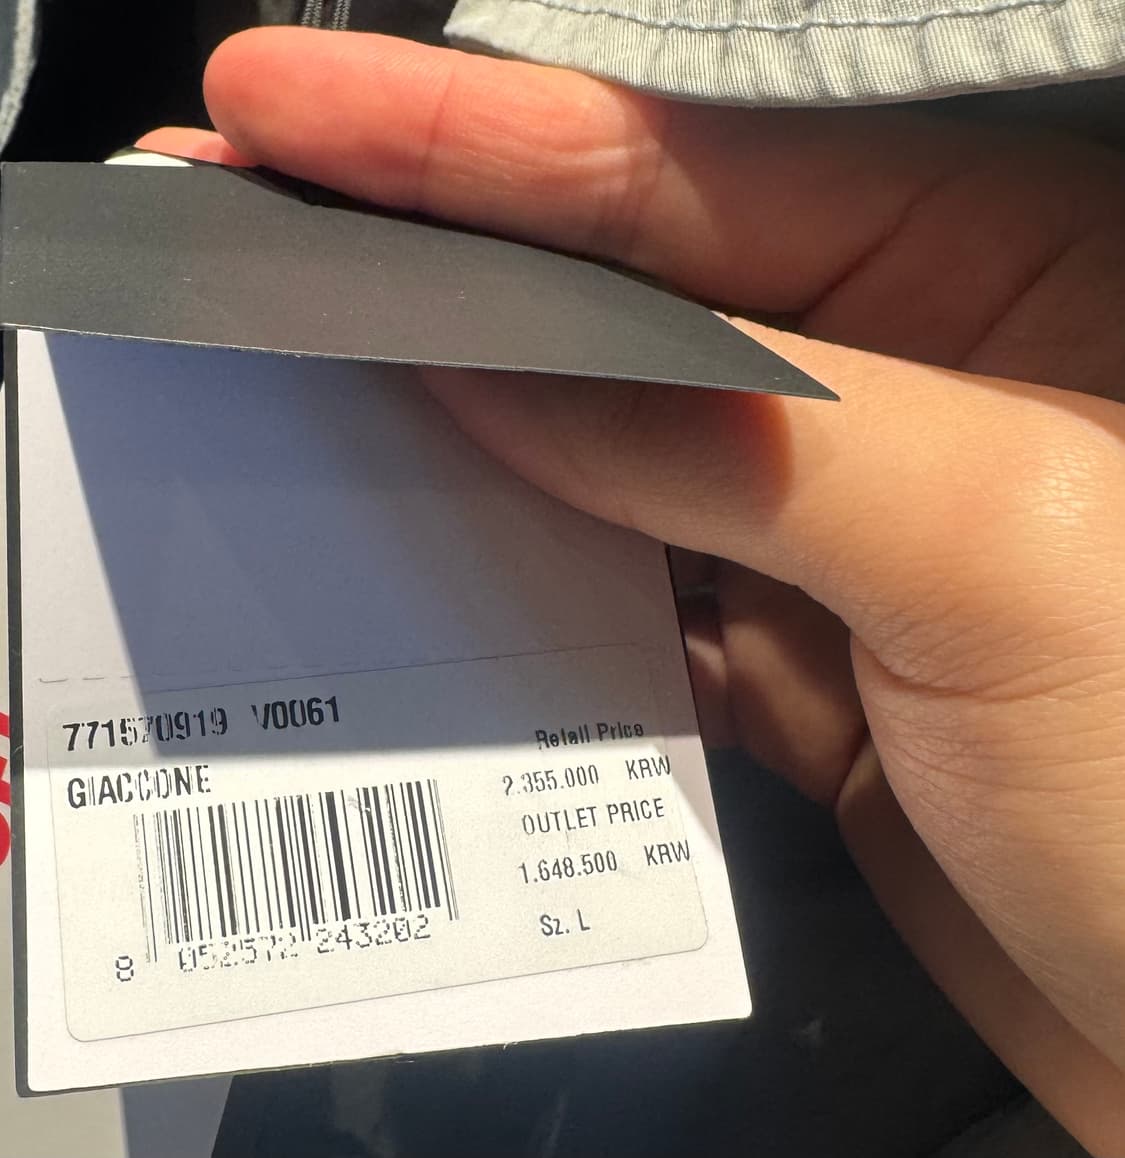 771570919 V0061
GIACCONE
Retail Price
2.355.000 KRW
OUTLET PRICE
1.648.500 KRW
Sz. L
8 052572 243202